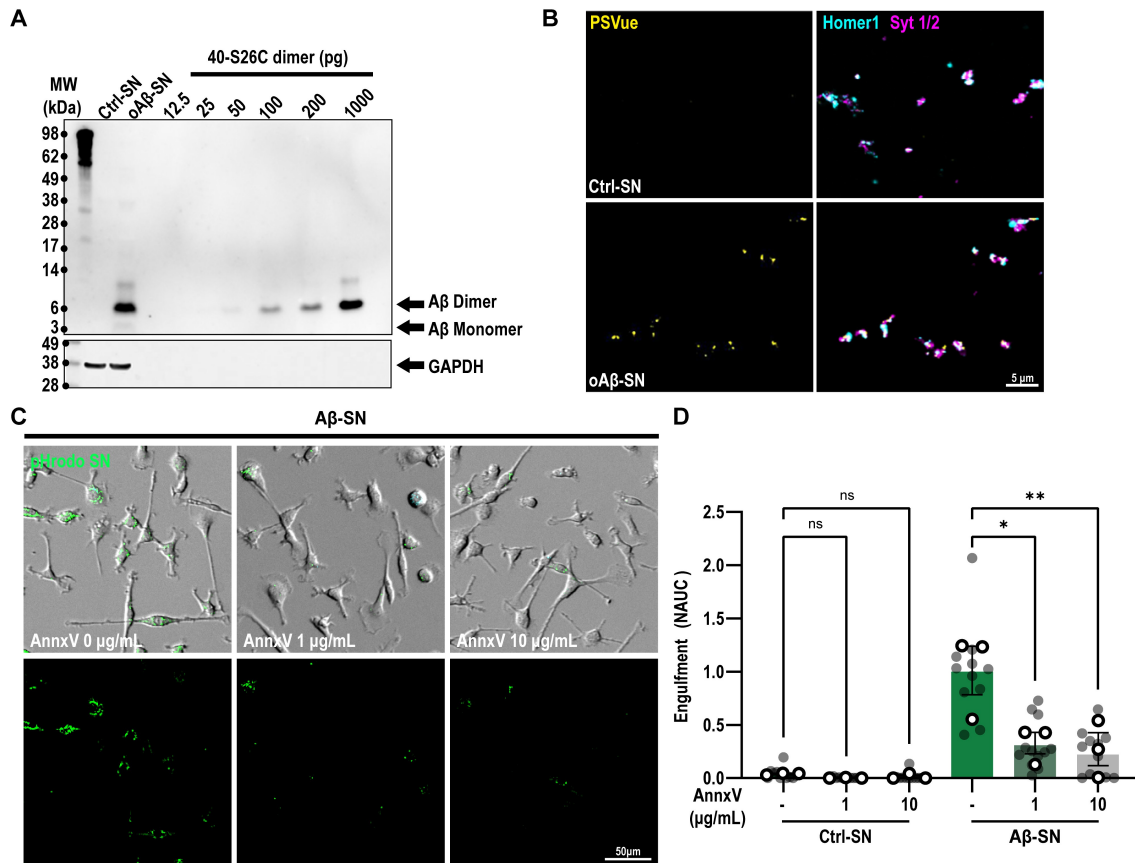 A
40-S26C dimer (pg)
MW
(kDa)
Ctrl-SN
oAβ-SN
12.5
25
50
100
200
1000
98
62
49
38
28
17
14
6
3
Aβ Dimer
Aβ Monomer
49
38
28
GAPDH
B
PSVue
Homer1 Syt 1/2
Ctrl-SN
oAβ-SN
5 µm
C
Aβ-SN
pHrodo SN
AnnxV 0 µg/mL
AnnxV 1 µg/mL
AnnxV 10 µg/mL
50µm
D
ns
**
ns
*
Engulfment (NAUC)
2.5
2.0
1.5
1.0
0.5
0.0
AnnxV
(µg/mL)
- 1 10 - 1 10
Ctrl-SN Aβ-SN